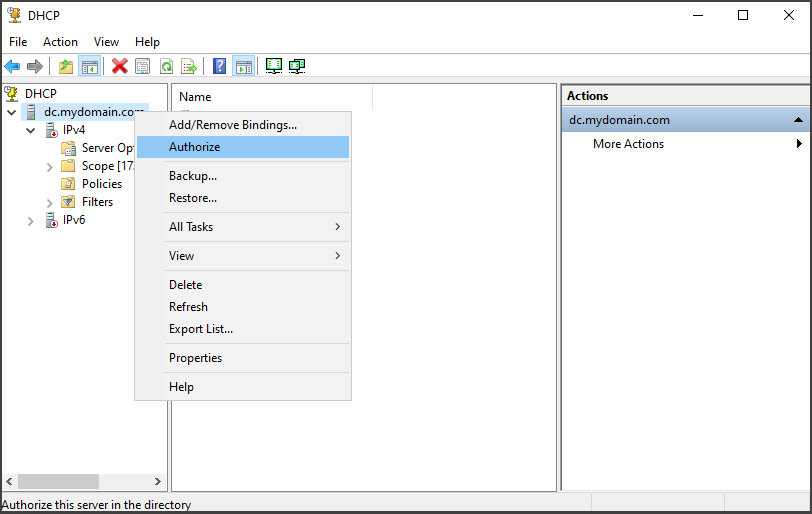 DHCP
File Action View Help
DHCP
dc.mydomain.com
IPv4
Server Opt
Scope [17
Policies
Filters
IPv6
Name
Add/Remove Bindings...
Authorize
Backup...
Restore...
All Tasks
View
Delete
Refresh
Export List...
Properties
Help
Actions
dc.mydomain.com
More Actions
Authorize this server in the directory